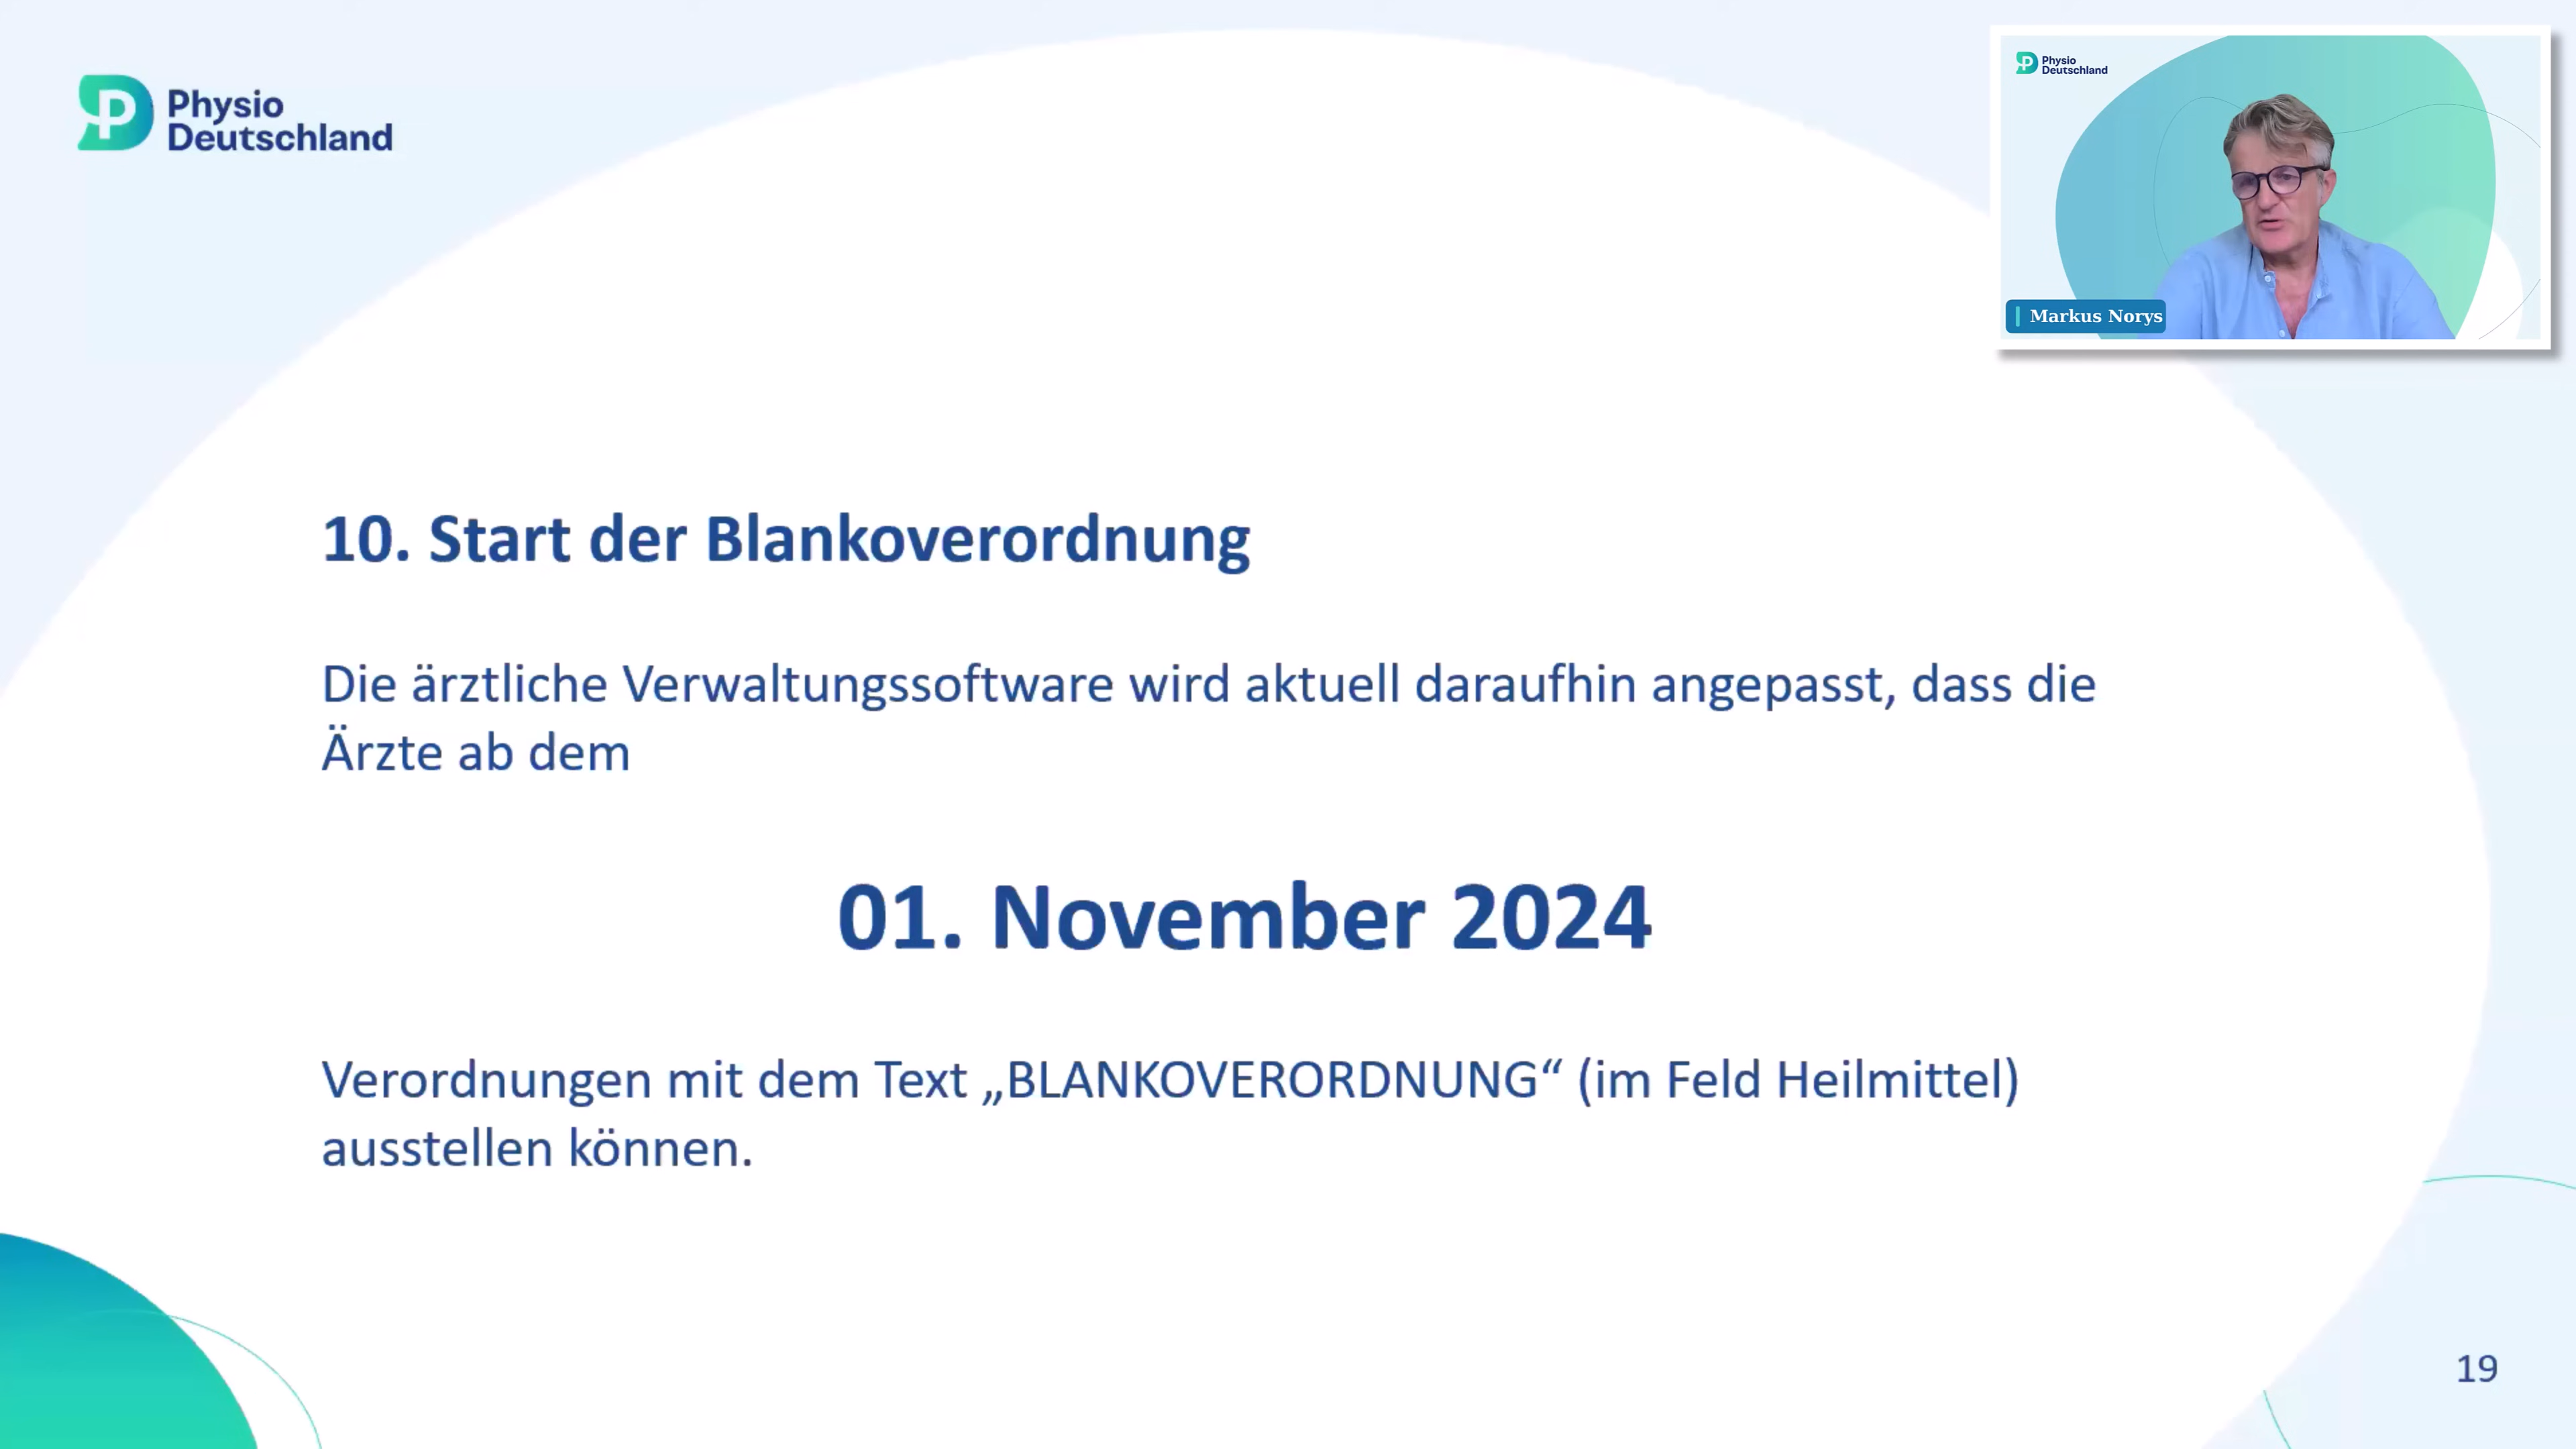 Physio
Deutschland
Physio
Deutschland
Markus Norys
10. Start der Blankoverordnung
Die ärztliche Verwaltungssoftware wird aktuell daraufhin angepasst, dass die
Ärzte ab dem
01. November 2024
Verordnungen mit dem Text „BLANKOVERORDNUNG“ (im Feld Heilmittel)
ausstellen können.
19